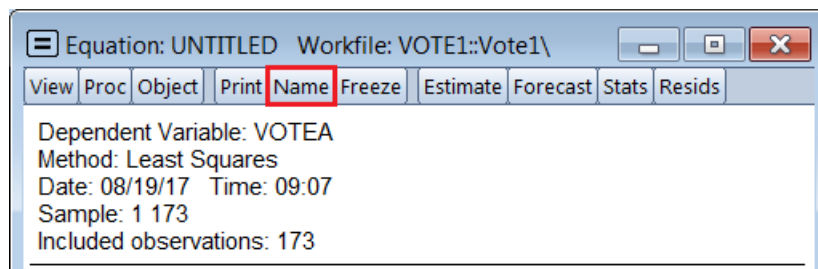 Equation: UNTITLED Workfile: VOTE1::Vote1\
View Proc Object Print Name Freeze Estimate Forecast Stats Resids
Dependent Variable: VOTEA
Method: Least Squares
Date: 08/19/17 Time: 09:07
Sample: 1 173
Included observations: 173